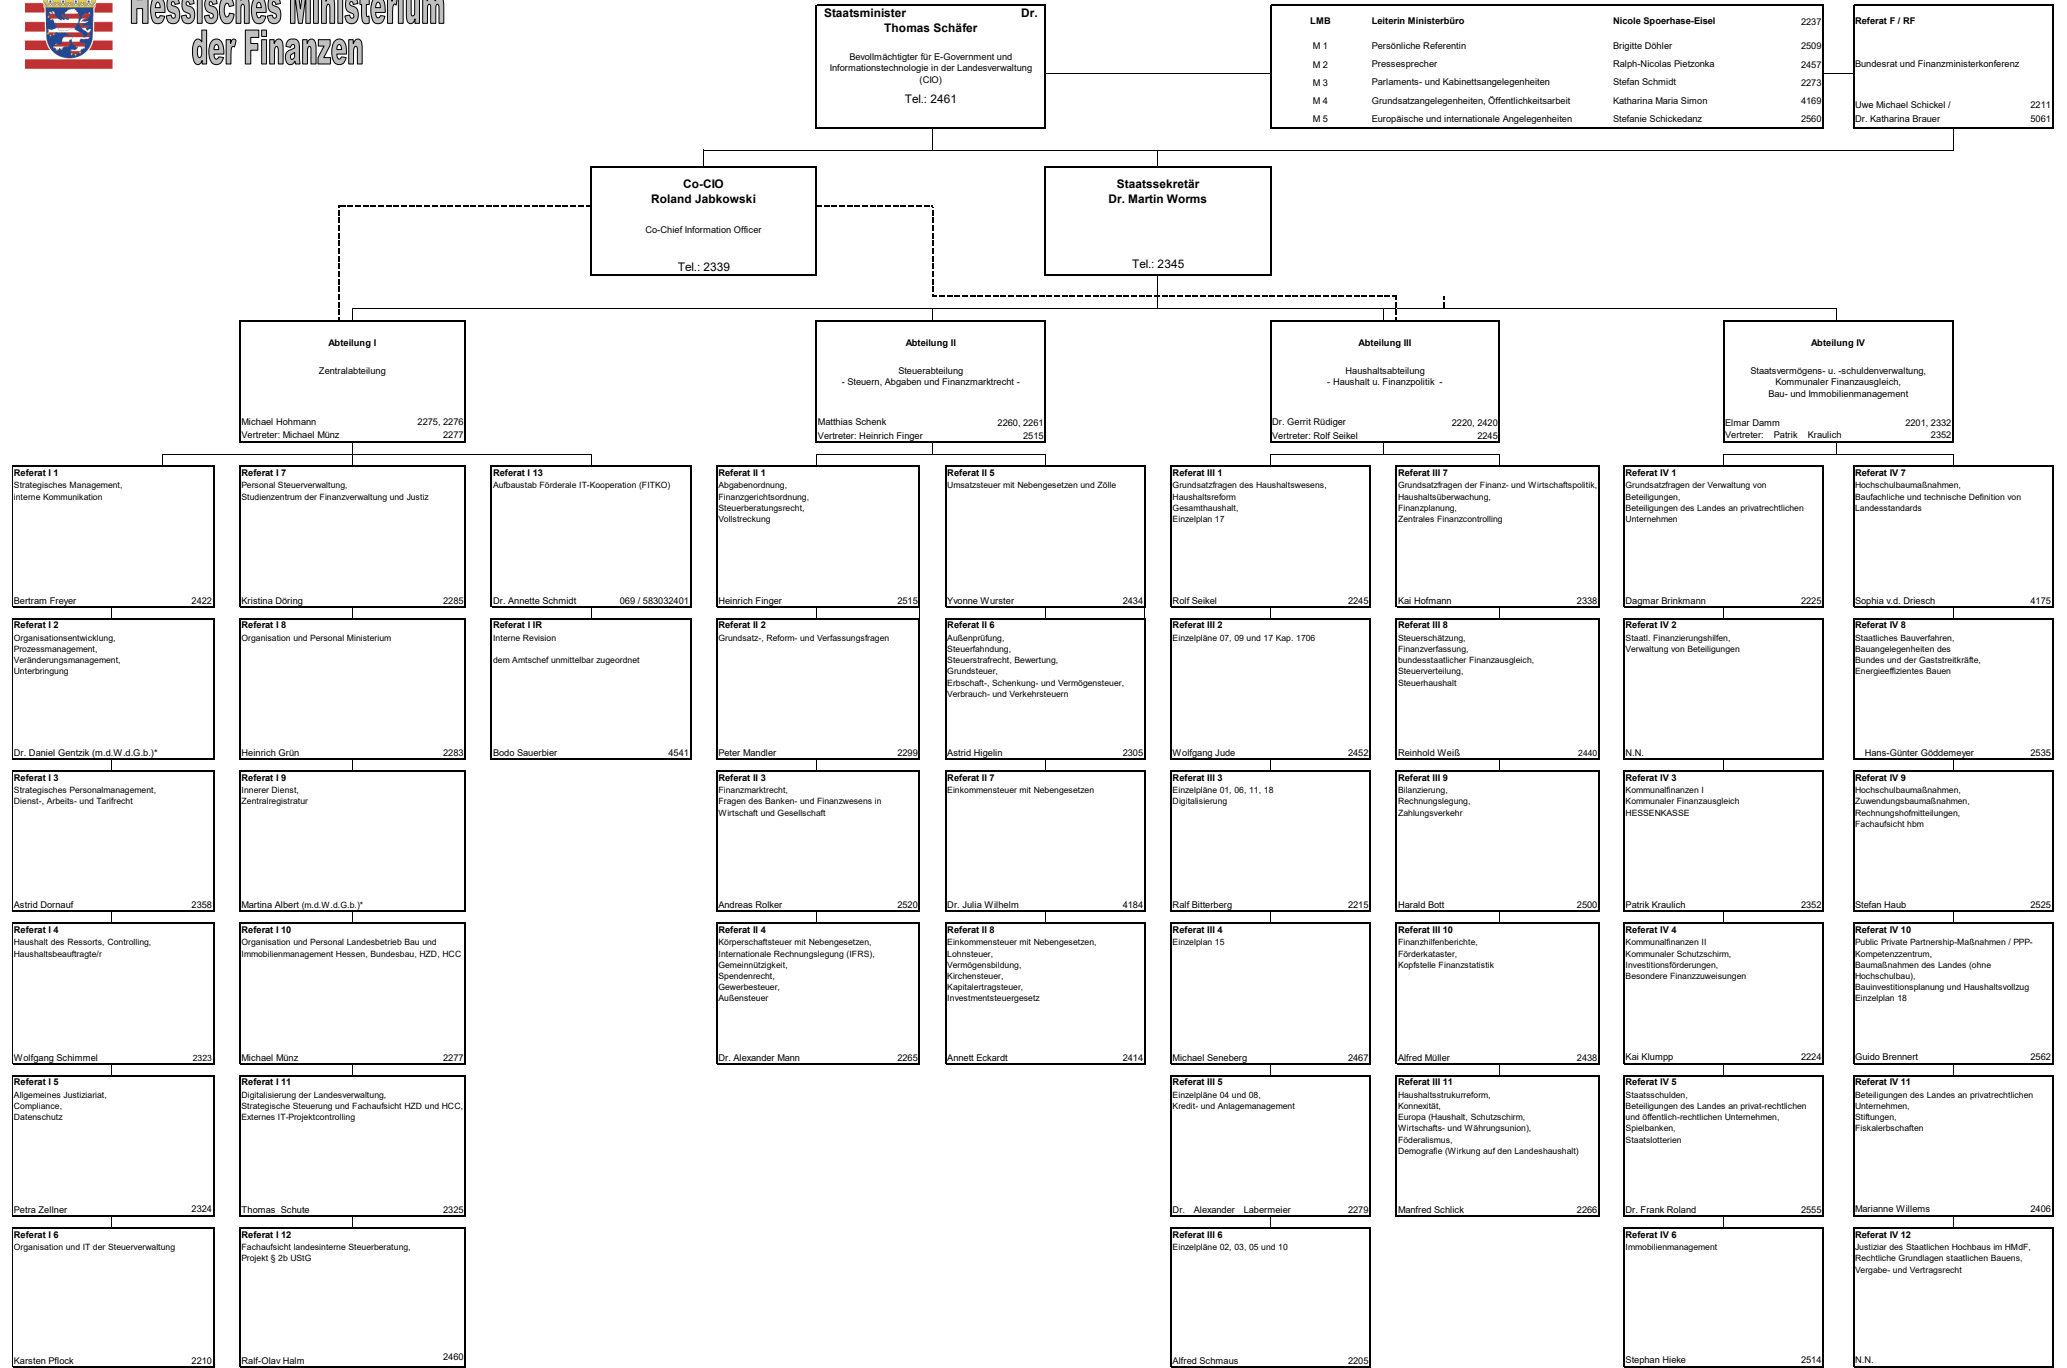 Hessisches Ministerium
der Finanzen
Staatsminister Dr.
Thomas Schäfer
Bevollmächtigter für E-Government und
Informationstechnologie in der Landesverwaltung
(CIO)
Tel.: 2461
LMB Leiterin Ministerbüro Nicole Spoerhase-Eisel 2237
M 1 Persönliche Referentin Brigitte Döhler 2509
M 2 Pressesprecher Ralph-Nicolas Pietzonka 2457
M 3 Parlaments- und Kabinettsangelegenheiten Stefan Schmidt 2273
M 4 Grundsatzangelegenheiten, Öffentlichkeitsarbeit Katharina Maria Simon 4169
M 5 Europäische und internationale Angelegenheiten Stefanie Schickedanz 2560
Referat F / RF
Bundesrat und Finanzministerkonferenz
Uwe Michael Schickel / 2211
Dr. Katharina Brauer 5061
Co-CIO
Roland Jabkowski
Co-Chief Information Officer
Tel.: 2339
Staatssekretär
Dr. Martin Worms
Tel.: 2345
Abteilung I
Zentralabteilung
Michael Hohmann 2275, 2276
Vertreter: Michael Münz 2277
Abteilung II
Steuerabteilung
- Steuern, Abgaben und Finanzmarktrecht -
Matthias Schenk 2260, 2261
Vertreter: Heinrich Finger 2515
Abteilung III
Haushaltsabteilung
- Haushalt u. Finanzpolitik -
Dr. Gerrit Rüdiger 2220, 2420
Vertreter: Rolf Seikel 2245
Abteilung IV
Staatsvermögens- u. -schuldenverwaltung,
Kommunaler Finanzausgleich,
Bau- und Immobilienmanagement
Elmar Damm 2201, 2332
Vertreter: Patrik Kraulich 2352
Referat I 1
Strategisches Management,
interne Kommunikation
Bertram Freyer 2422
Referat I 7
Personal Steuerverwaltung,
Studienzentrum der Finanzverwaltung und Justiz
Kristina Döring 2285
Referat I 13
Aufbaustab Förderale IT-Kooperation (FITKO)
Dr. Annette Schmidt 069 / 583032401
Referat II 1
Abgabenordnung,
Finanzgerichtsordnung,
Steuerberatungsrecht,
Vollstreckung
Heinrich Finger 2515
Referat II 5
Umsatzsteuer mit Nebengesetzen und Zölle
Yvonne Wurster 2434
Referat III 1
Grundsatzfragen des Haushaltswesens,
Haushaltsreform
Gesamthaushalt,
Einzelplan 17
Rolf Seikel 2245
Referat III 7
Grundsatzfragen der Finanz- und Wirtschaftspolitik,
Haushaltsüberwachung,
Finanzplanung,
Zentrales Finanzcontrolling
Kai Hofmann 2338
Referat IV 1
Grundsatzfragen der Verwaltung von
Beteiligungen,
Beteiligungen des Landes an privatrechtlichen
Unternehmen
Dagmar Brinkmann 2225
Referat IV 7
Hochschulbaumaßnahmen,
Baufachliche und technische Definition von
Landesstandards
Sophia v.d. Driesch 4175
Referat I 2
Organisationsentwicklung,
Prozessmanagement,
Veränderungsmanagement,
Unterbringung
Dr. Daniel Gentzik (m.d.W.d.G.b.)*
Referat I 8
Organisation und Personal Ministerium
Heinrich Grün 2283
Referat I IR
Interne Revision
dem Amtschef unmittelbar zugeordnet
Bodo Sauerbier 4541
Referat II 2
Grundsatz-, Reform- und Verfassungsfragen
Peter Mandler 2299
Referat II 6
Außenprüfung,
Steuerfahndung,
Steuerstrafrecht, Bewertung,
Grundsteuer,
Erbschaft-, Schenkung- und Vermögensteuer,
Verbrauch- und Verkehrsteuern
Astrid Higelin 2305
Referat III 2
Einzelpläne 07, 09 und 17 Kap. 1706
Wolfgang Jude 2452
Referat III 8
Steuerschätzung,
Finanzverfassung,
bundesstaatlicher Finanzausgleich,
Steuerverteilung,
Steuerhaushalt
Reinhold Weiß 2440
Referat IV 2
Staatl. Finanzierungshilfen,
Verwaltung von Beteiligungen
N.N.
Referat IV 8
Staatliches Bauverfahren,
Bauangelegenheiten des
Bundes und der Gaststreitkräfte,
Energieeffizientes Bauen
Hans-Günter Göddemeyer 2535
Referat I 3
Strategisches Personalmanagement,
Dienst-, Arbeits- und Tarifrecht
Astrid Dornauf 2358
Referat I 9
Innerer Dienst,
Zentralregistratur
Martina Albert (m.d.W.d.G.b.)*
Referat II 3
Finanzmarktrecht,
Fragen des Banken- und Finanzwesens in
Wirtschaft und Gesellschaft
Andreas Rolker 2520
Referat II 7
Einkommensteuer mit Nebengesetzen
Dr. Julia Wilhelm 4184
Referat III 3
Einzelpläne 01, 06, 11, 18
Digitalisierung
Ralf Bitterberg 2215
Referat III 9
Bilanzierung,
Rechnungslegung,
Zahlungsverkehr
Harald Bott 2500
Referat IV 3
Kommunalfinanzen I
Kommunaler Finanzausgleich
HESSENKASSE
Patrik Kraulich 2352
Referat IV 9
Hochschulbaumaßnahmen,
Zuwendungsbaumaßnahmen,
Rechnungshofmitteilungen,
Fachaufsicht hbm
Stefan Haub 2525
Referat I 4
Haushalt des Ressorts, Controlling,
Haushaltsbeauftragte/r
Wolfgang Schimmel 2323
Referat I 10
Organisation und Personal Landesbetrieb Bau und
Immobilienmanagement Hessen, Bundesbau, HZD, HCC
Michael Münz 2277
Referat II 4
Körperschaftsteuer mit Nebengesetzen,
Internationale Rechnungslegung (IFRS),
Gemeinnützigkeit,
Spendenrecht,
Gewerbesteuer,
Außensteuer
Dr. Alexander Mann 2265
Referat II 8
Einkommensteuer mit Nebengesetzen,
Lohnsteuer,
Vermögensbildung,
Kirchensteuer,
Kapitalertragsteuer,
Investmentsteuergesetz
Annett Eckardt 2414
Referat III 4
Einzelplan 15
Michael Seneberg 2467
Referat III 10
Finanzhilfenberichte,
Förderkataster,
Kopfstelle Finanzstatistik
Alfred Müller 2438
Referat IV 4
Kommunalfinanzen II
Kommunaler Schutzschirm,
Investitionsförderungen,
Besondere Finanzzuweisungen
Kai Klumpp 2224
Referat IV 10
Public Private Partnership-Maßnahmen / PPP-
Kompetenzzentrum,
Baumaßnahmen des Landes (ohne
Hochschulbau),
Bauinvestitionsplanung und Haushaltsvollzug
Einzelplan 18
Guido Brennert 2562
Referat I 5
Allgemeines Justiziariat,
Compliance,
Datenschutz
Petra Zellner 2324
Referat I 11
Digitalisierung der Landesverwaltung,
Strategische Steuerung und Fachaufsicht HZD und HCC,
Externes IT-Projektcontrolling
Thomas Schute 2325
Referat III 5
Einzelpläne 04 und 08,
Kredit- und Anlagemanagement
Dr. Alexander Labermeier 2279
Referat III 11
Haushaltsstrukurreform,
Konnexität,
Europa (Haushalt, Schutzschirm,
Wirtschafts- und Währungsunion),
Föderalismus,
Demografie (Wirkung auf den Landeshaushalt)
Manfred Schlick 2266
Referat IV 5
Staatsschulden,
Beteiligungen des Landes an privat-rechtlichen
und öffentlich-rechtlichen Unternehmen,
Spielbanken,
Staatslotterien
Dr. Frank Roland 2555
Referat IV 11
Beteiligungen des Landes an privatrechtlichen
Unternehmen,
Stiftungen,
Fiskalerbschaften
Marianne Willems 2406
Referat I 6
Organisation und IT der Steuerverwaltung
Karsten Pflock 2210
Referat I 12
Fachaufsicht landesinterne Steuerberatung,
Projekt § 2b UStG
Ralf-Olav Halm 2460
Referat III 6
Einzelpläne 02, 03, 05 und 10
Alfred Schmaus 2205
Referat IV 6
Immobilienmanagement
Stephan Hieke 2514
Referat IV 12
Justiziar des Staatlichen Hochbaus im HMdF,
Rechtliche Grundlagen staatlichen Bauens,
Vergabe- und Vertragsrecht
N.N.